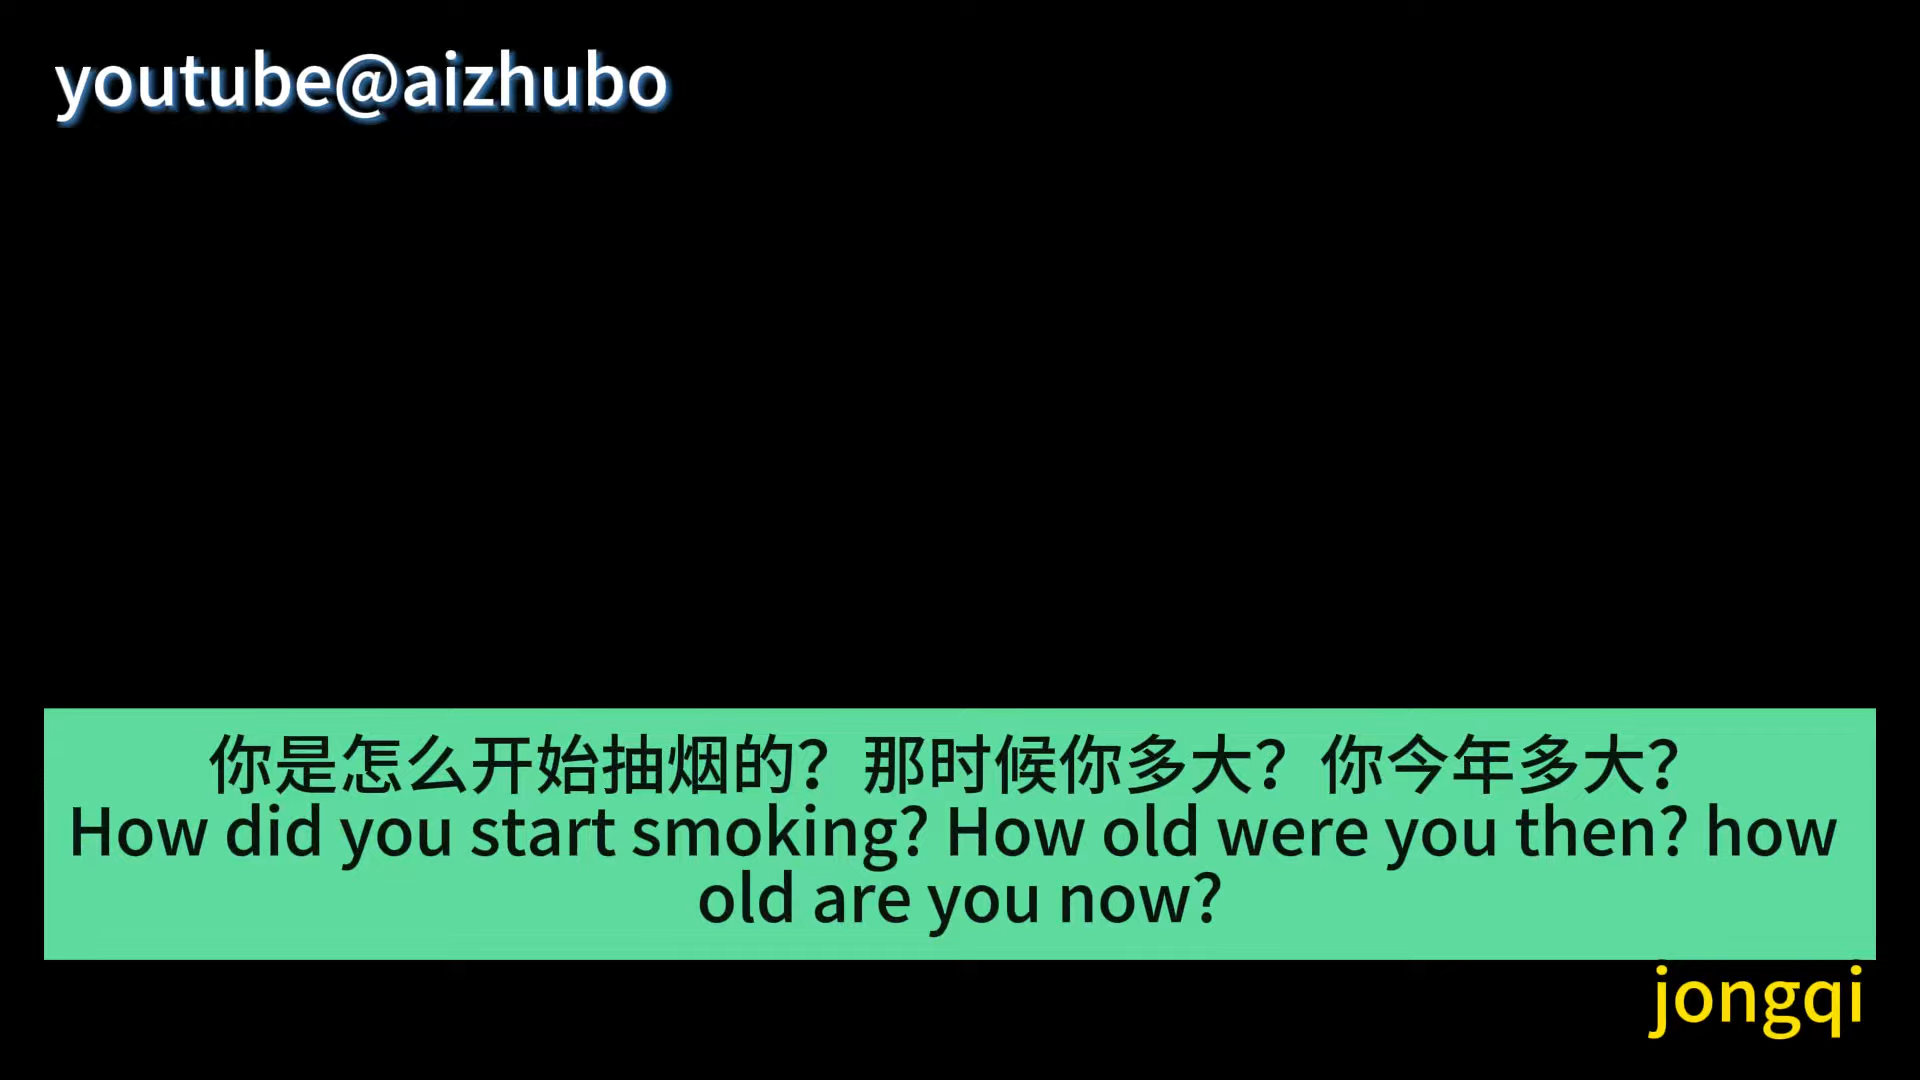 youtube@aizhubo
你是怎么开始抽烟的？那时候你多大？你今年多大？
How did you start smoking? How old were you then? how
old are you now?
jongqi